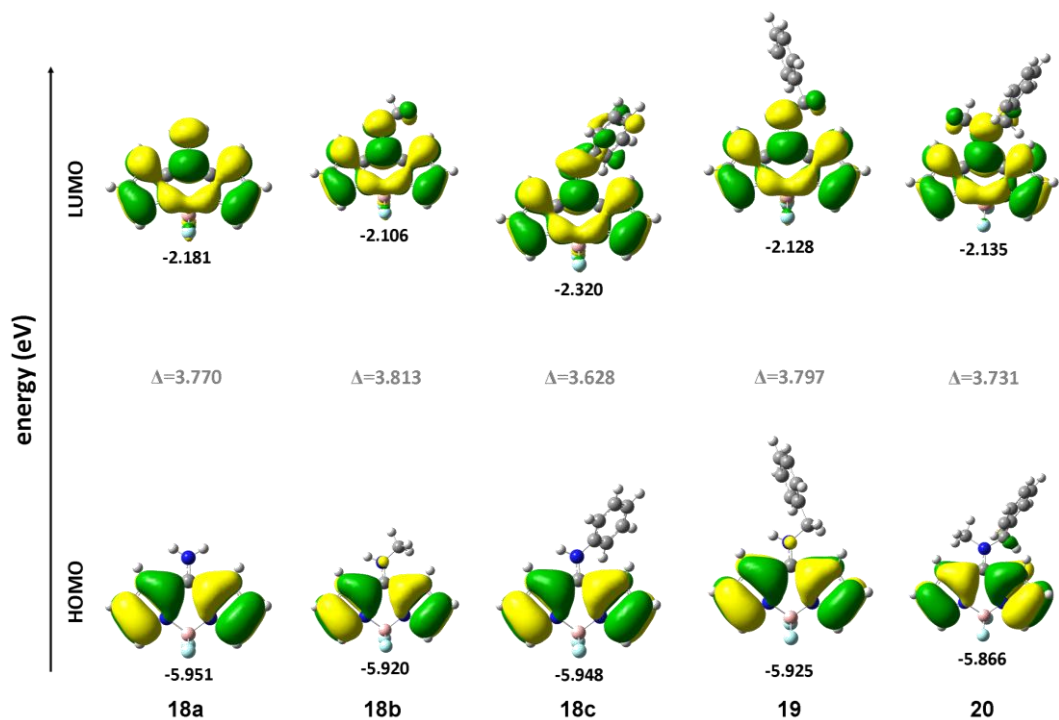 LUMO
-2.181
-2.106
-2.320
-2.128
-2.135
energy (eV)
Δ=3.770
Δ=3.813
Δ=3.628
Δ=3.797
Δ=3.731
HOMO
-5.951
-5.920
-5.948
-5.925
-5.866
18a
18b
18c
19
20